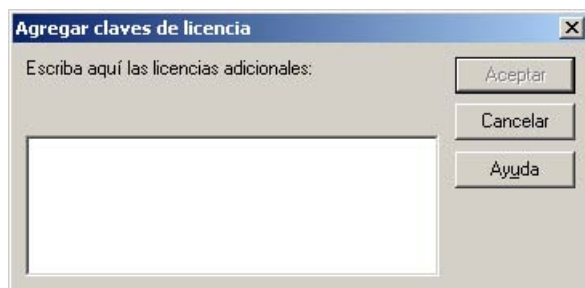 Agregar claves de licencia
Escriba aquí las licencias adicionales:
Aceptar
Cancelar
Ayuda